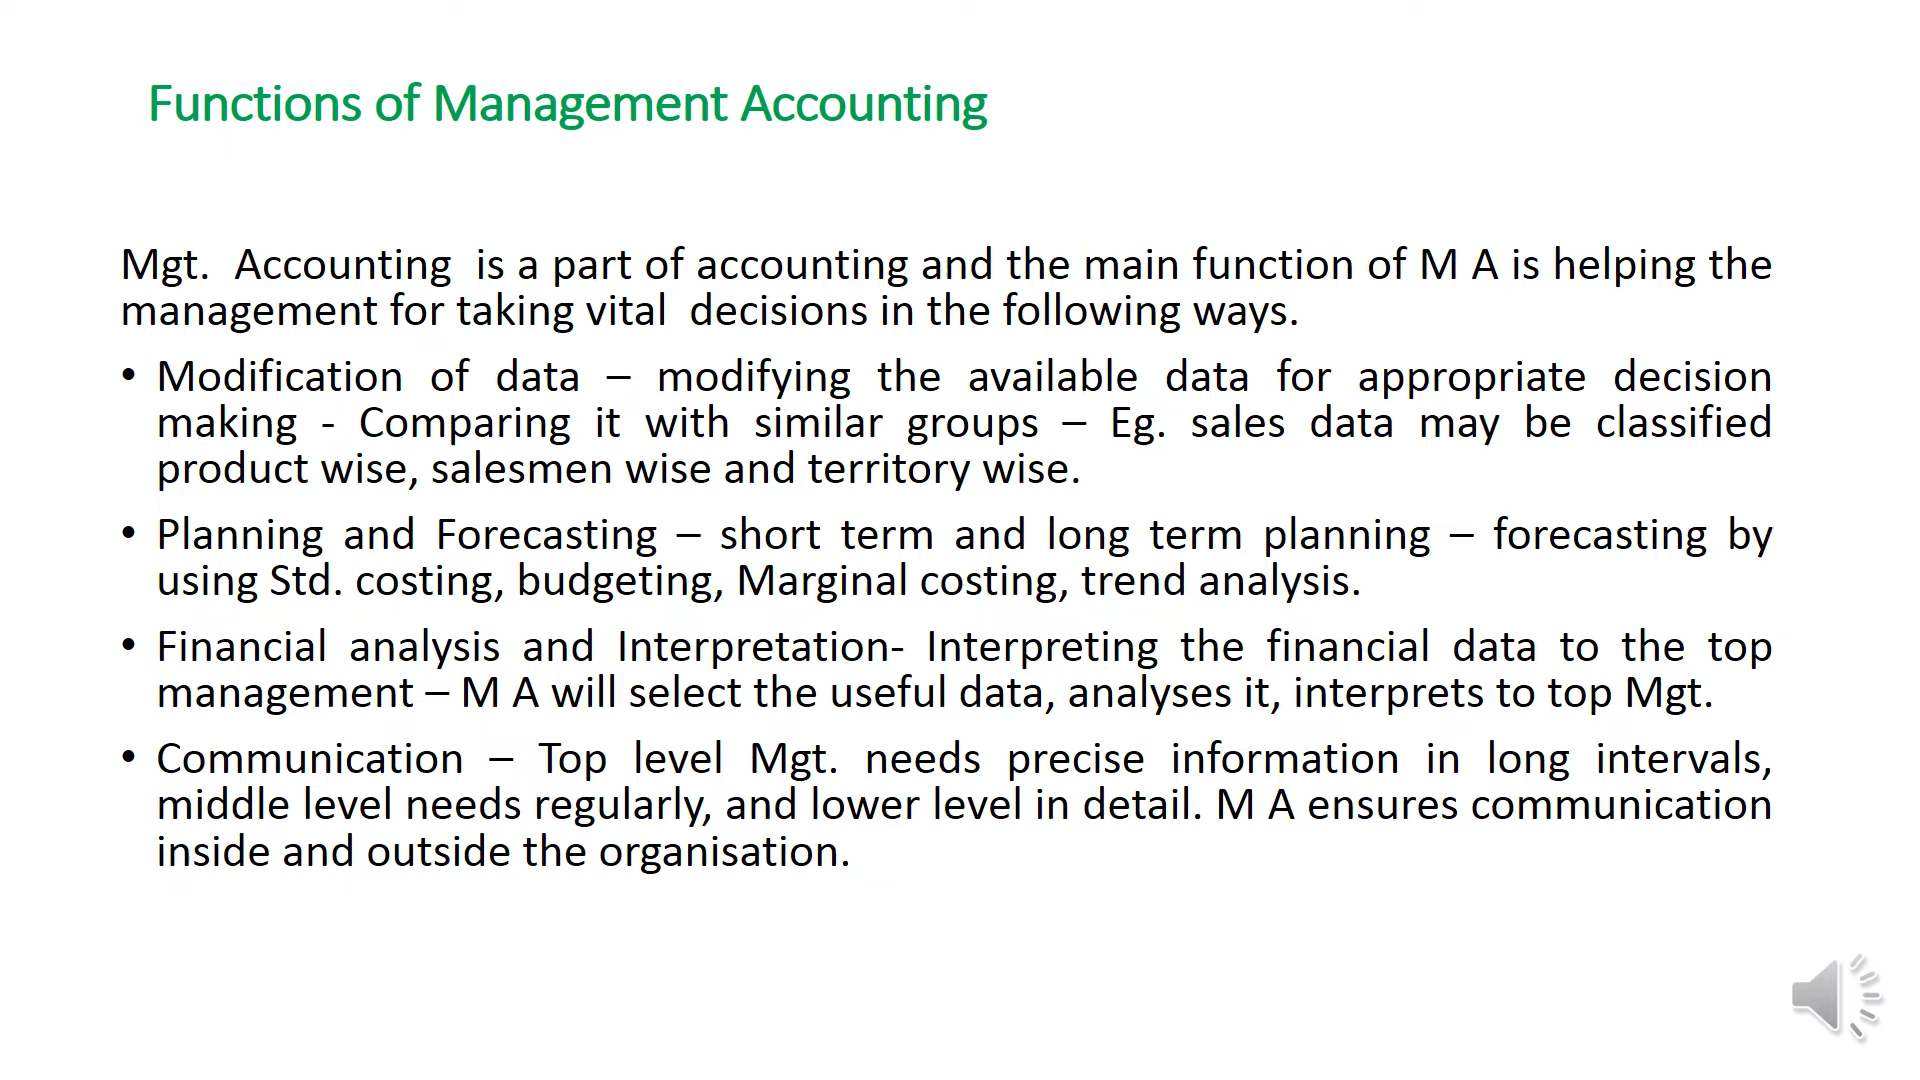 Functions of Management Accounting
Mgt. Accounting is a part of accounting and the main function of M A is helping the
management for taking vital decisions in the following ways.
• Modification of data – modifying the available data for appropriate decision
making - Comparing it with similar groups – Eg. sales data may be classified
product wise, salesmen wise and territory wise.
• Planning and Forecasting – short term and long term planning – forecasting by
using Std. costing, budgeting, Marginal costing, trend analysis.
• Financial analysis and Interpretation- Interpreting the financial data to the top
management – M A will select the useful data, analyses it, interprets to top Mgt.
• Communication – Top level Mgt. needs precise information in long intervals,
middle level needs regularly, and lower level in detail. M A ensures communication
inside and outside the organisation.